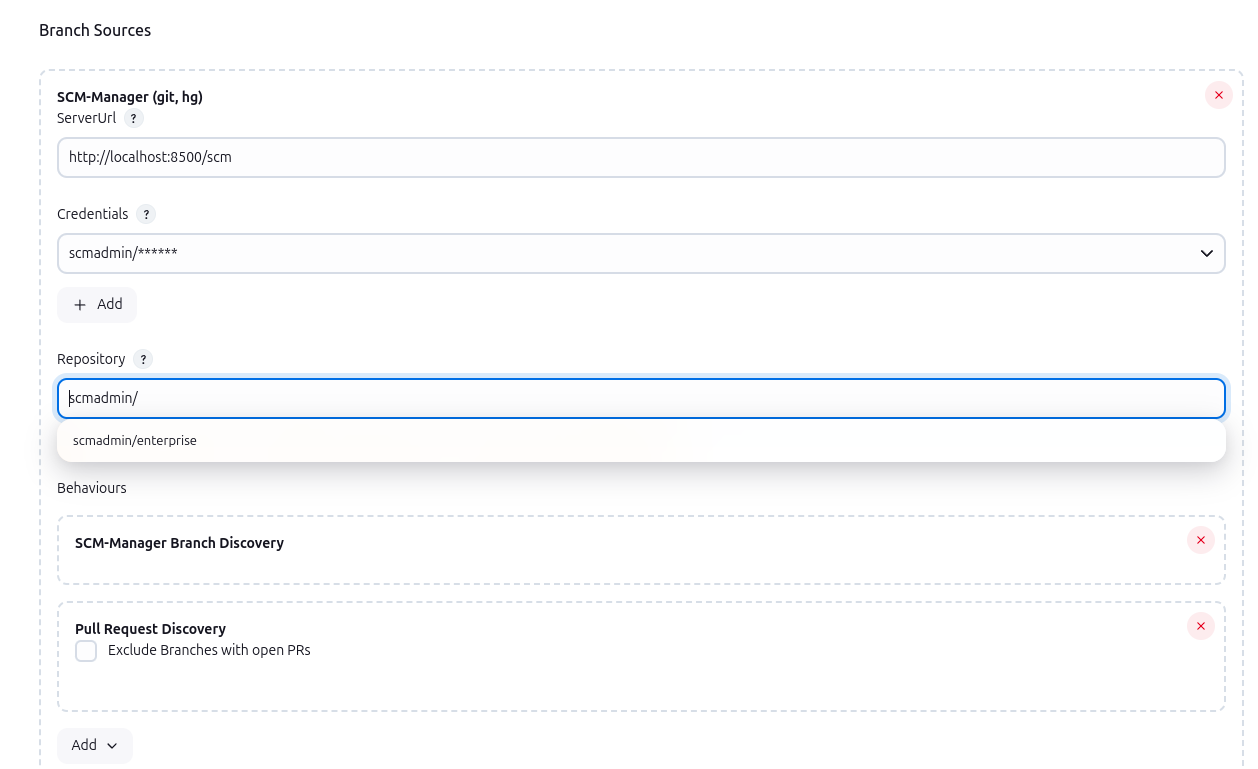 Branch Sources
SCM-Manager (git, hg)
ServerUrl ?
http://localhost:8500/scm
Credentials ?
scmadmin/******
Add
Repository ?
scmadmin/
scmadmin/enterprise
Behaviours
SCM-Manager Branch Discovery
Pull Request Discovery
Exclude Branches with open PRs
Add